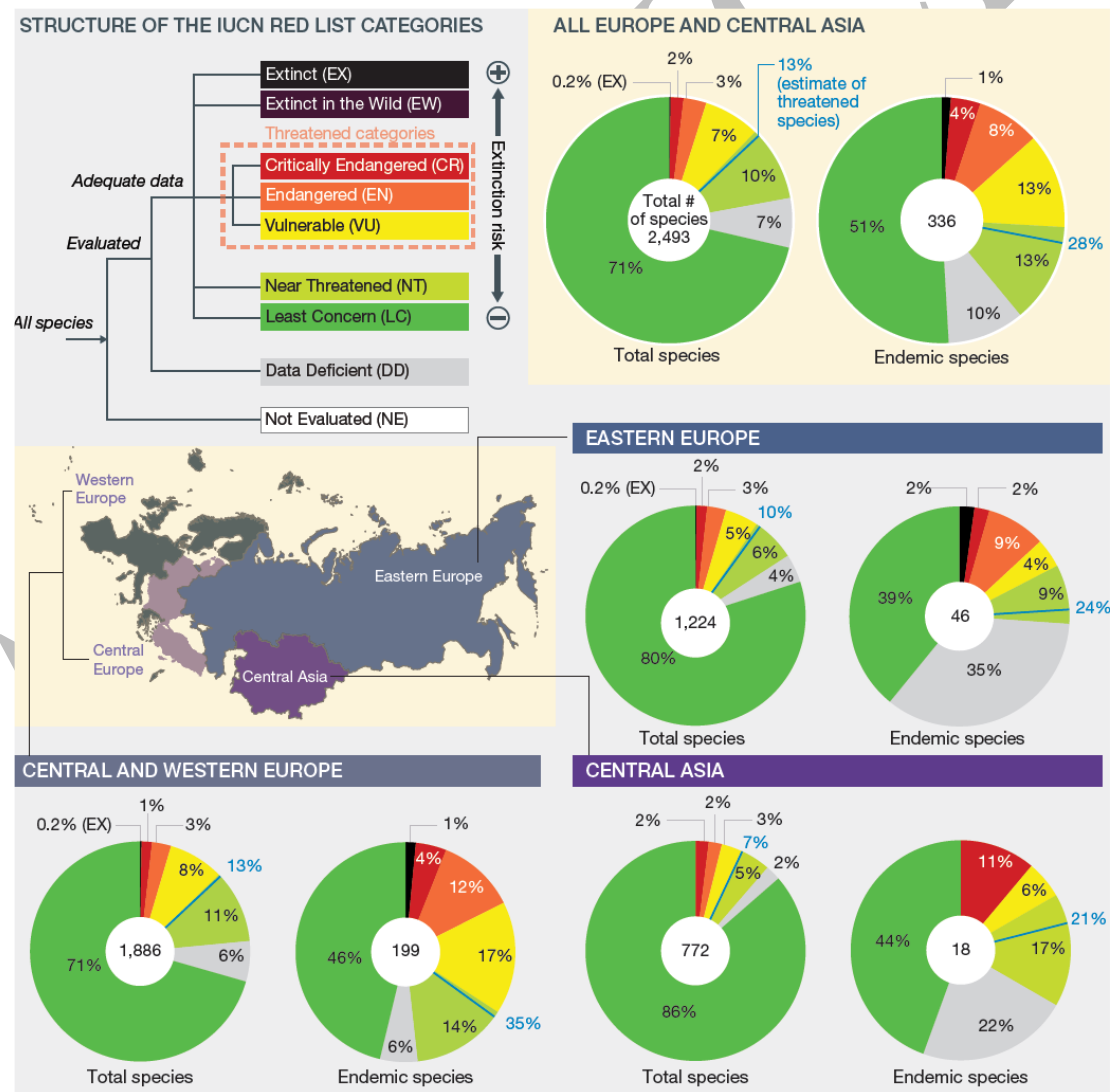 STRUCTURE OF THE IUCN RED LIST CATEGORIES
Extinct (EX)
Extinct in the Wild (EW)
Threatened categories
Critically Endangered (CR)
Endangered (EN)
Vulnerable (VU)
Near Threatened (NT)
Least Concern (LC)
Data Deficient (DD)
Not Evaluated (NE)
Adequate data
Evaluated
All species
+
Extinction risk
−
ALL EUROPE AND CENTRAL ASIA
0.2% (EX)
2%
3%
7%
13%
(estimate of
threatened
species)
10%
7%
71%
Total #
of species
2,493
Total species
1%
4%
8%
13%
28%
13%
10%
51%
336
Endemic species
Western
Europe
Central
Europe
Eastern Europe
Central Asia
EASTERN EUROPE
0.2% (EX)
2%
3%
5%
10%
6%
4%
80%
1,224
Total species
2%
2%
9%
4%
9%
24%
35%
39%
46
Endemic species
CENTRAL AND WESTERN EUROPE
0.2% (EX)
1%
3%
8%
13%
11%
6%
71%
1,886
Total species
1%
4%
12%
17%
35%
14%
6%
46%
199
Endemic species
CENTRAL ASIA
2%
2%
3%
7%
5%
2%
86%
772
Total species
11%
6%
21%
17%
22%
44%
18
Endemic species